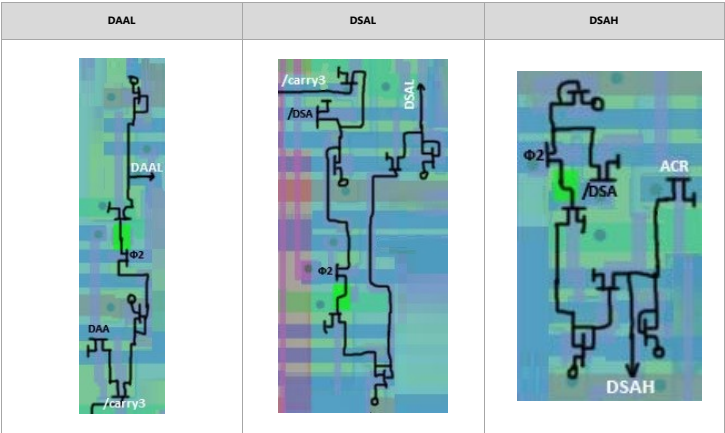 DAAL
DSAL
DSAH
DAAL
Φ2
DAA
/carry3
/carry3
/DSA
DSAL
Φ2
Φ2
/DSA
ACR
DSAH